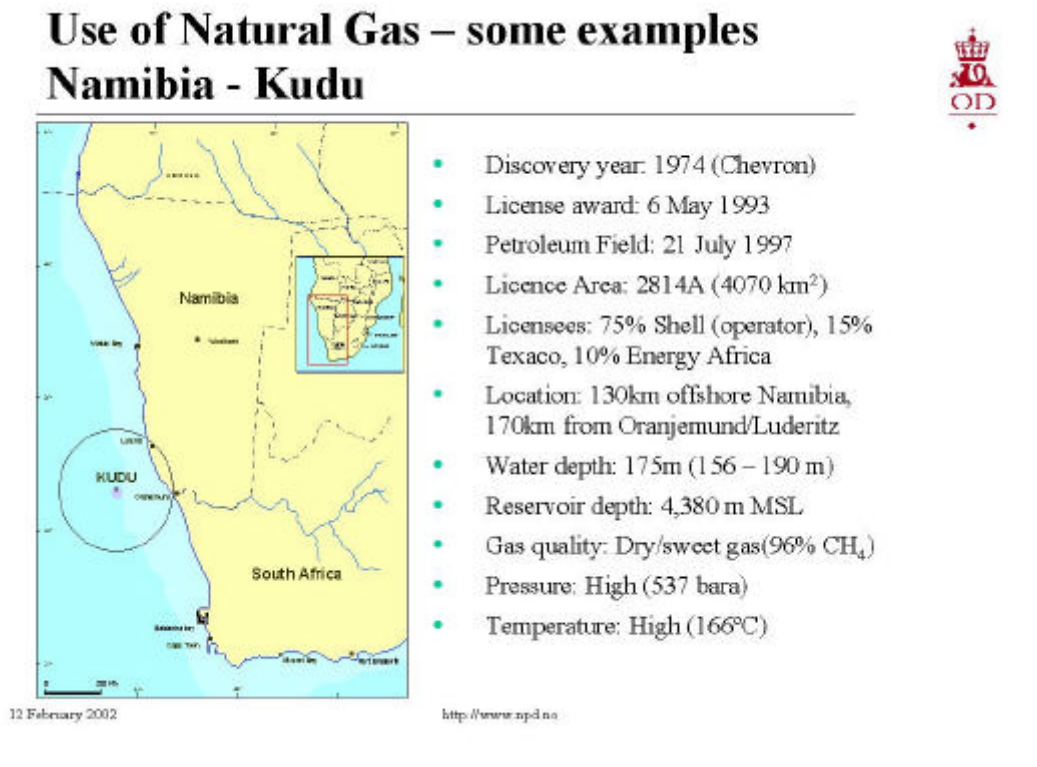 Use of Natural Gas – some examples
Namibia - Kudu
OD
Namibia
KUDU
South Africa
• Discovery year: 1974 (Chevron)
• License award: 6 May 1993
• Petroleum Field: 21 July 1997
• Licence Area: 2814A (4070 km²)
• Licensees: 75% Shell (operator), 15%
Texaco, 10% Energy Africa
• Location: 130km offshore Namibia,
170km from Oranjemund/Luderitz
• Water depth: 175m (156 – 190 m)
• Reservoir depth: 4,380 m MSL
• Gas quality: Dry/sweet gas(96% CH₄)
• Pressure: High (537 bara)
• Temperature: High (166°C)
12 February 2002
http://www.npd.no